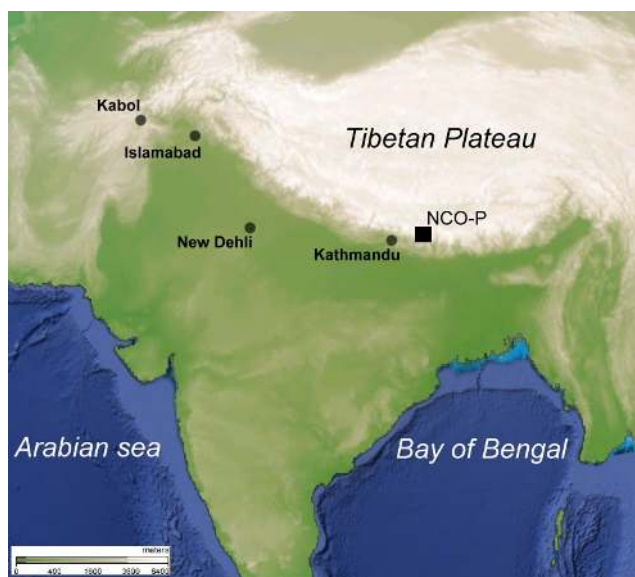 Kabol
Islamabad
Tibetan Plateau
NCO-P
New Dehli
Kathmandu
Arabian sea
Bay of Bengal
meters
0 400 1600 3600 6400